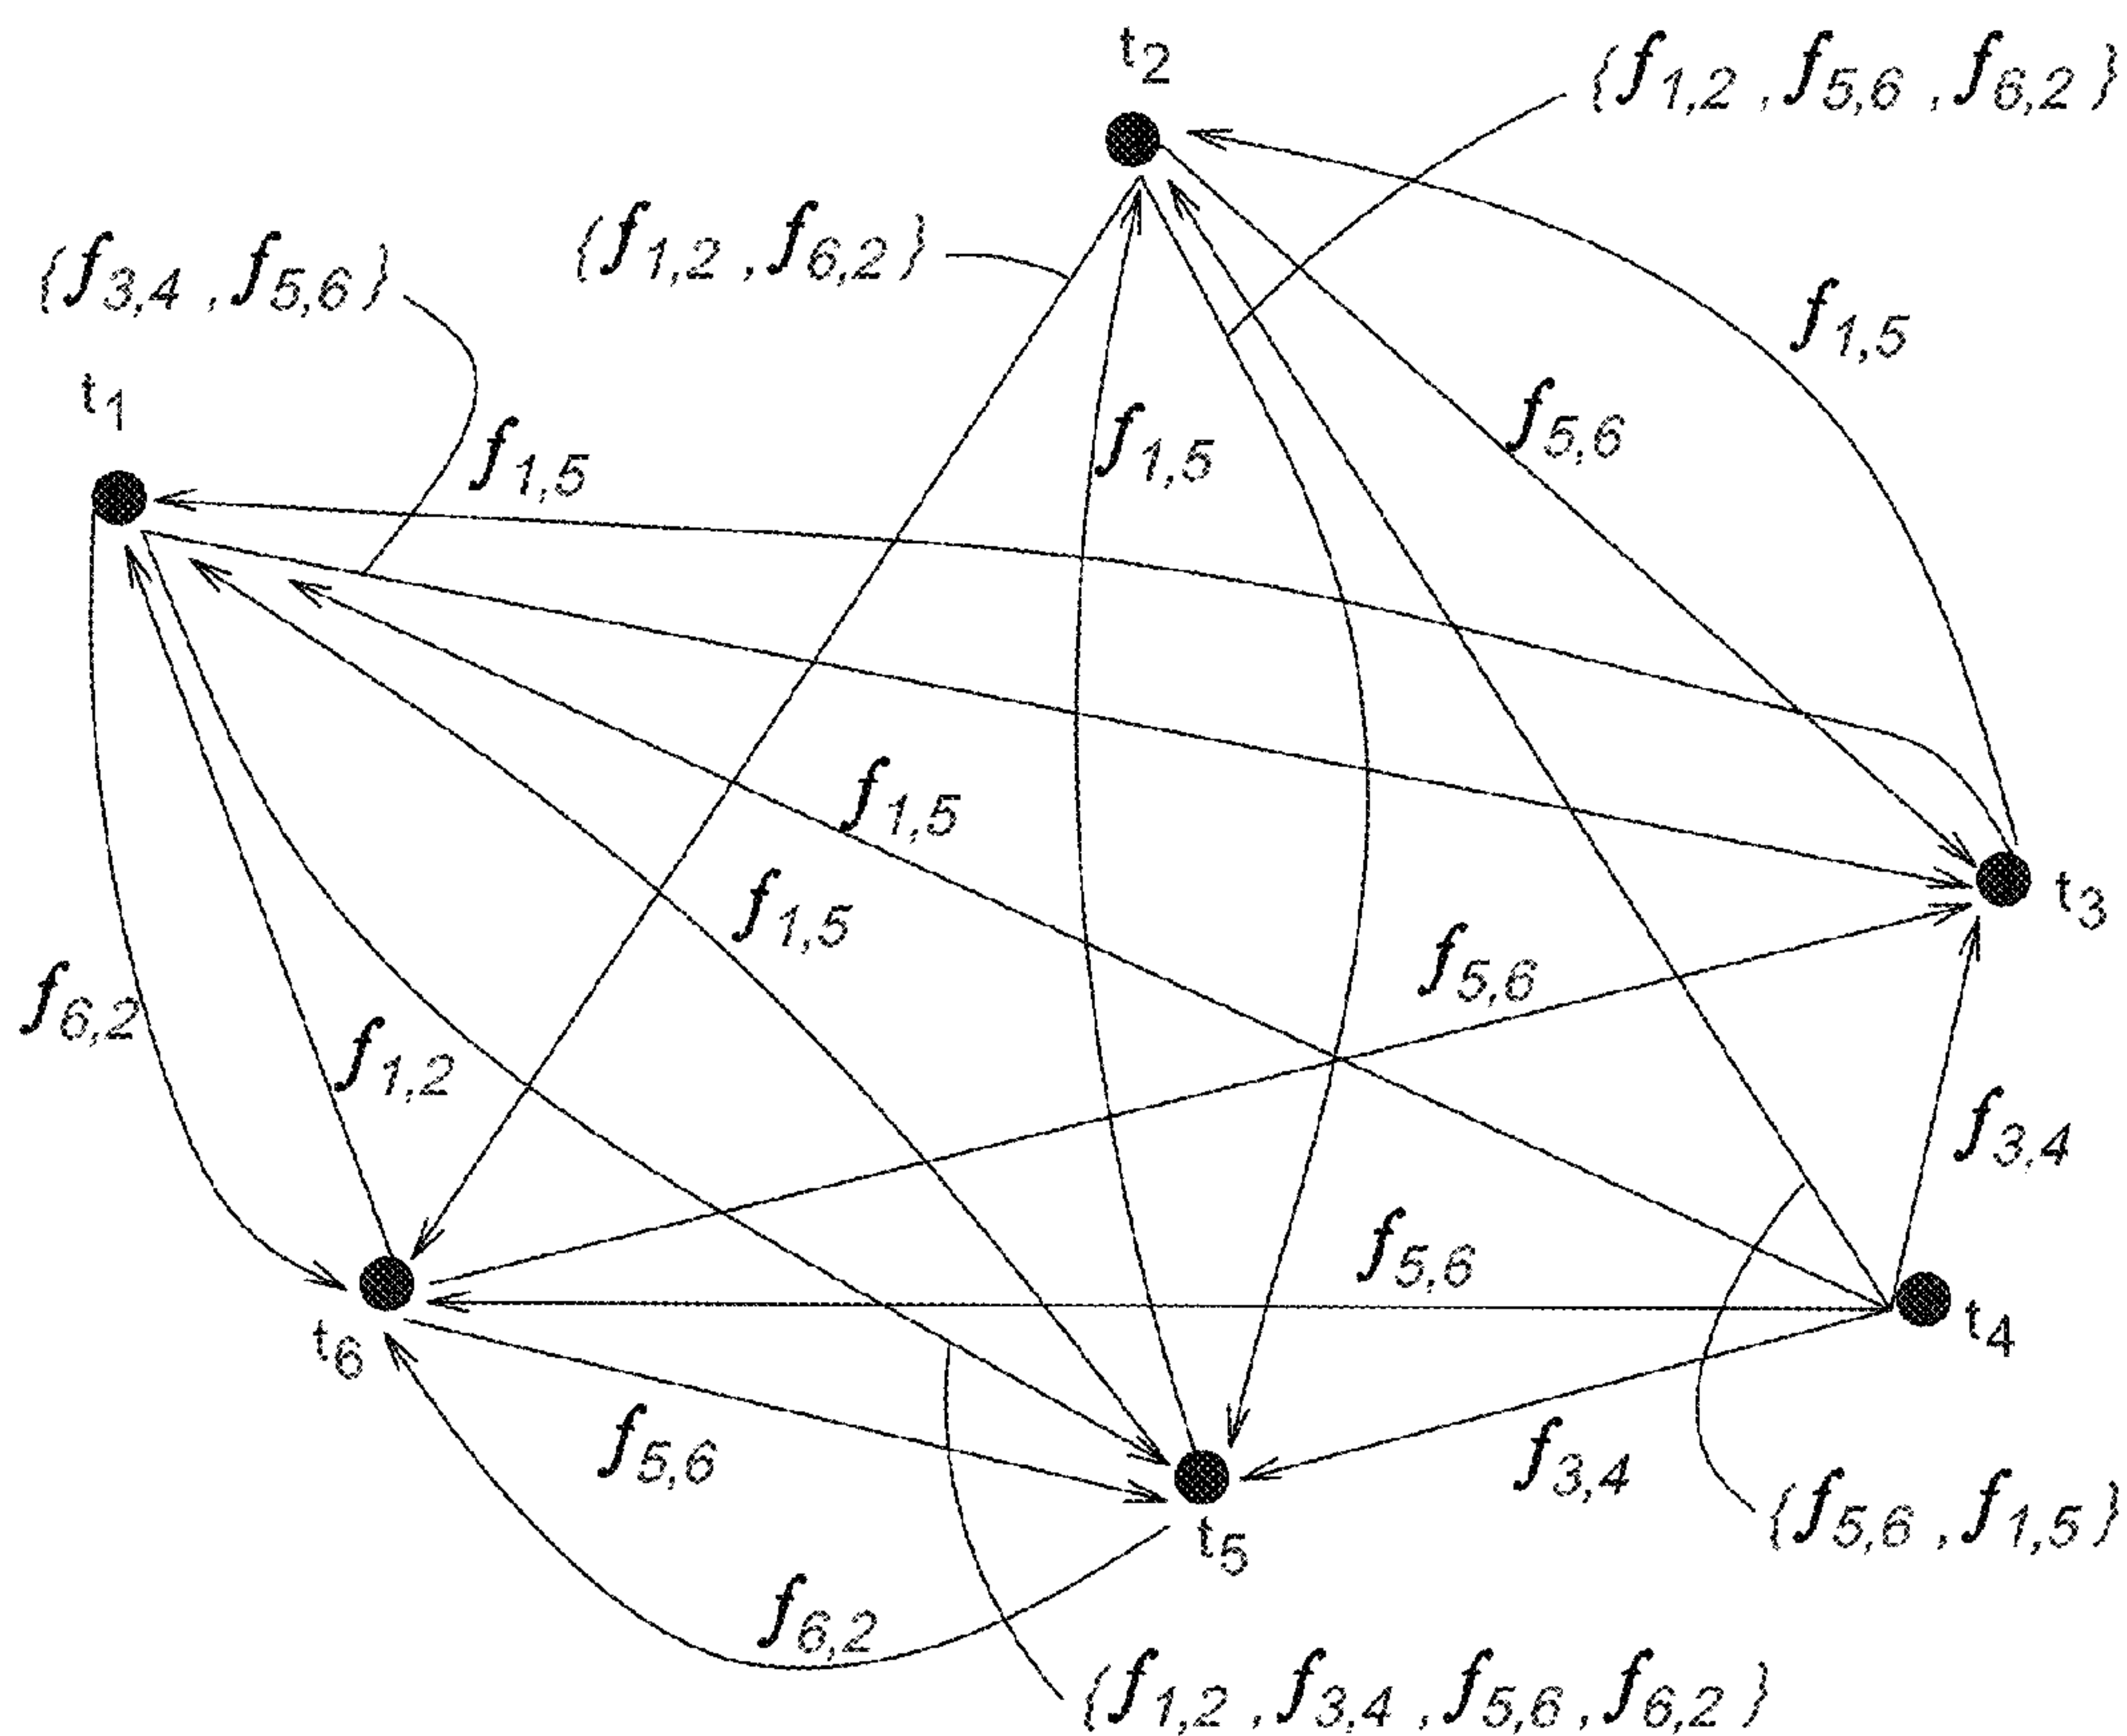 t2
{f1,2 ,f5,6 ,f6,2}
{f1,2 ,f6,2}
{f3,4 ,f5,6}
f1,5
t1
f5,6
f1,5
f1,5
f1,5
f1,5
t3
f5,6
f6,2
f1,2
f3,4
f5,6
t4
t6
f5,6
f3,4
{f5,6 ,f1,5}
t5
f6,2
{f1,2 ,f3,4 ,f5,6 ,f6,2}